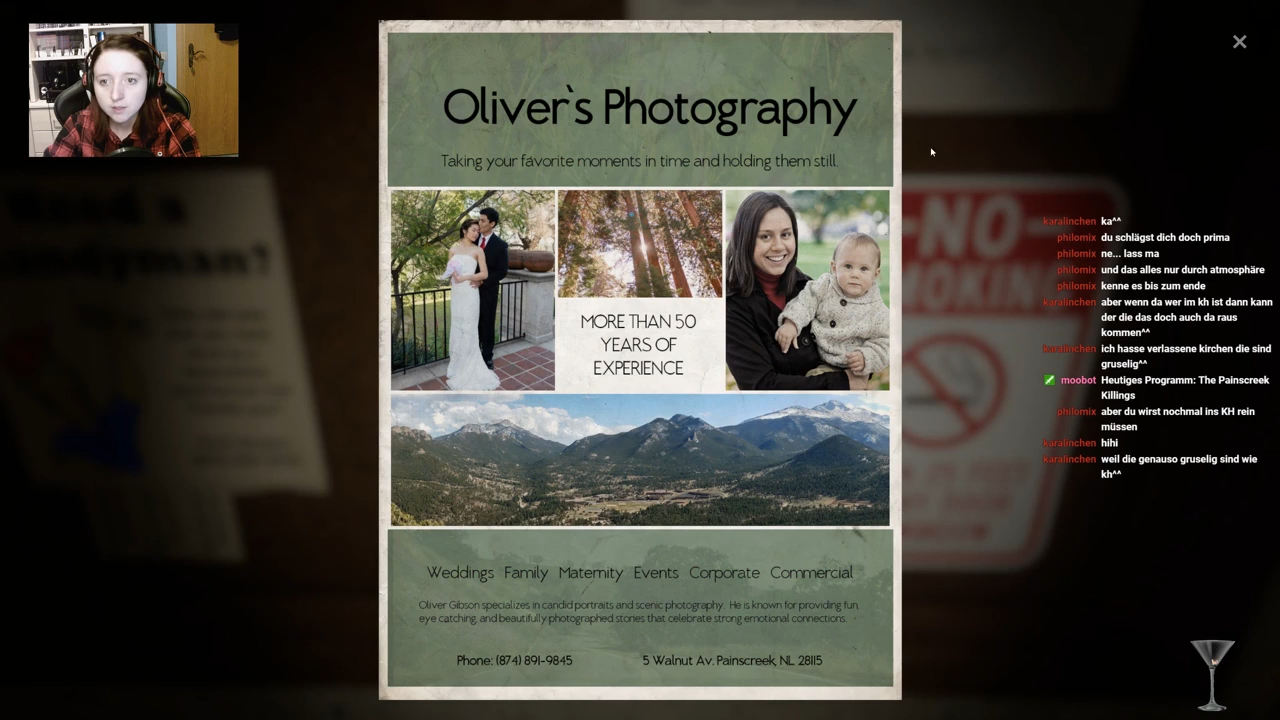 Oliver`s Photography
Taking your favorite moments in time and holding them still.
MORE THAN 50
YEARS OF
EXPERIENCE
Weddings Family Maternity Events Corporate Commercial
Oliver Gibson specializes in candid portraits and scenic photography. He is known for providing fun,
eye catching, and beautifully photographed stories that celebrate strong emotional connections.
Phone: (874) 891-9845 5 Walnut Av. Painscreek, NL 28115
-NO-
SMOKING
karalinchen ka^^
philomix du schlägst dich doch prima
philomix ne... lass ma
philomix und das alles nur durch atmosphäre
philomix kenne es bis zum ende
karalinchen aber wenn da wer im kh ist dann kann
der die das doch auch da raus
kommen^^
karalinchen ich hasse verlassene kirchen die sind
gruselig^^
moobot Heutiges Programm: The Painscreek
Killings
philomix aber du wirst nochmal ins KH rein
müssen
karalinchen hihi
karalinchen weil die genauso gruselig sind wie
kh^^